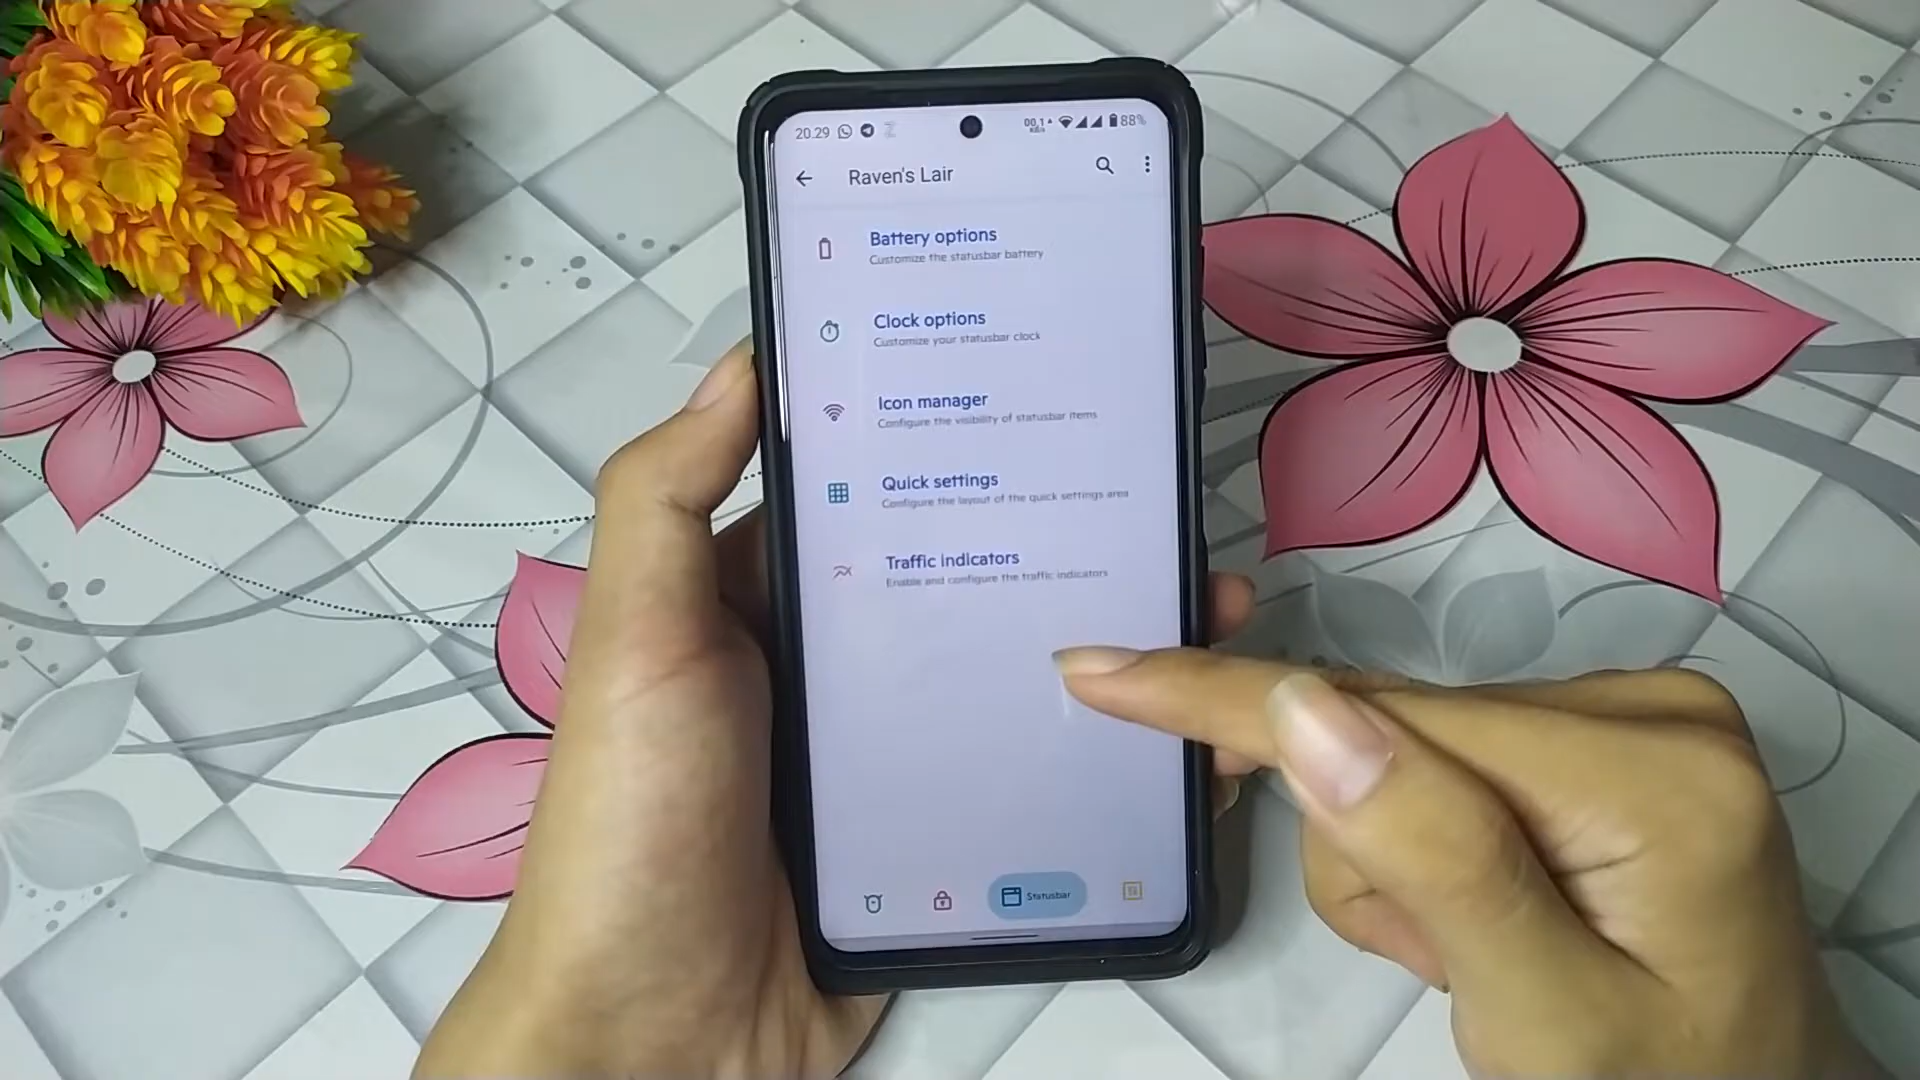 20.29 88%
Raven's Lair
Battery options
Customize the statusbar battery
Clock options
Customize your statusbar clock
Icon manager
Configure the visibility of statusbar items
Quick settings
Configure the layout of the quick settings area
Traffic indicators
Enable and configure the traffic indicators
Statusbar